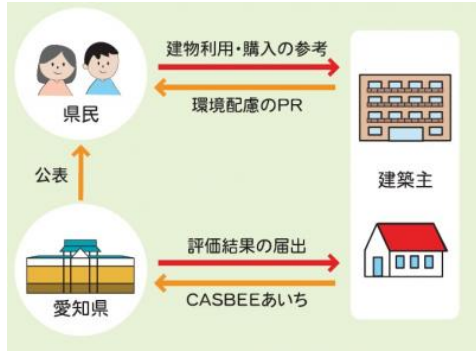 建物利用・購入の参考
環境配慮のPR
県民
建築主
公表
評価結果の届出
CASBEEあいち
愛知県